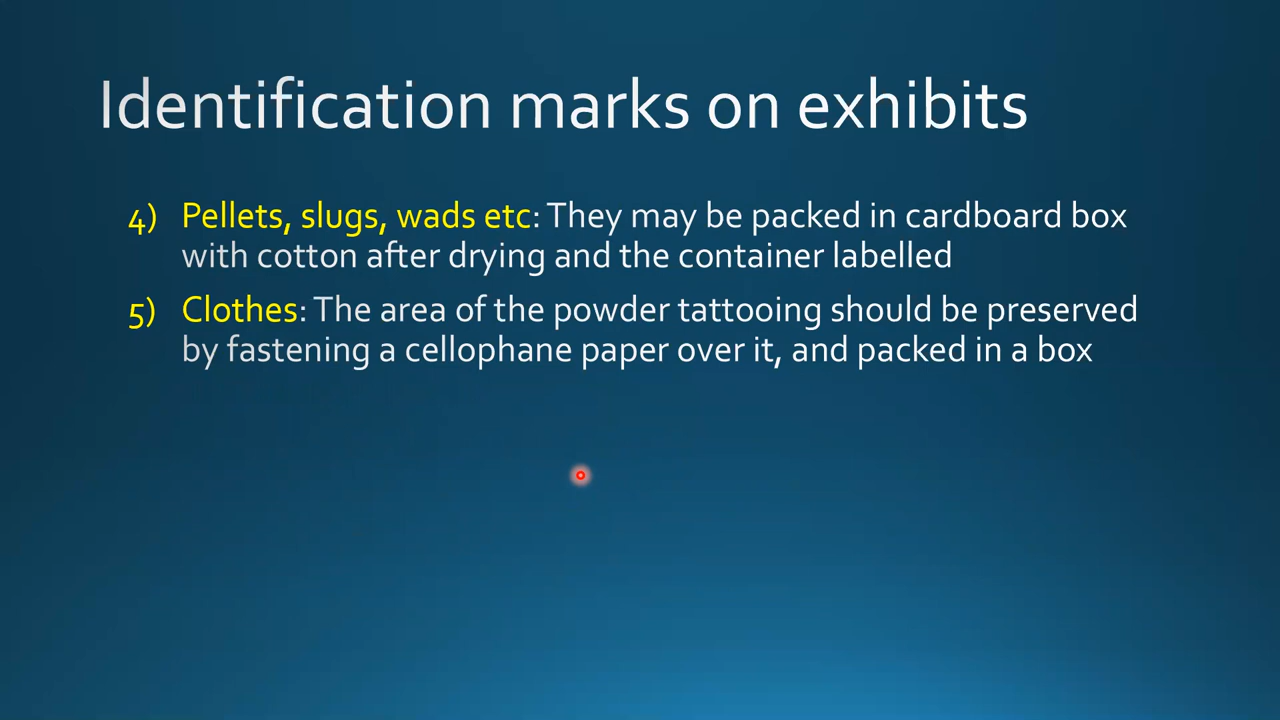 Identification marks on exhibits
4) Pellets, slugs, wads etc: They may be packed in cardboard box
with cotton after drying and the container labelled
5) Clothes: The area of the powder tattooing should be preserved
by fastening a cellophane paper over it, and packed in a box